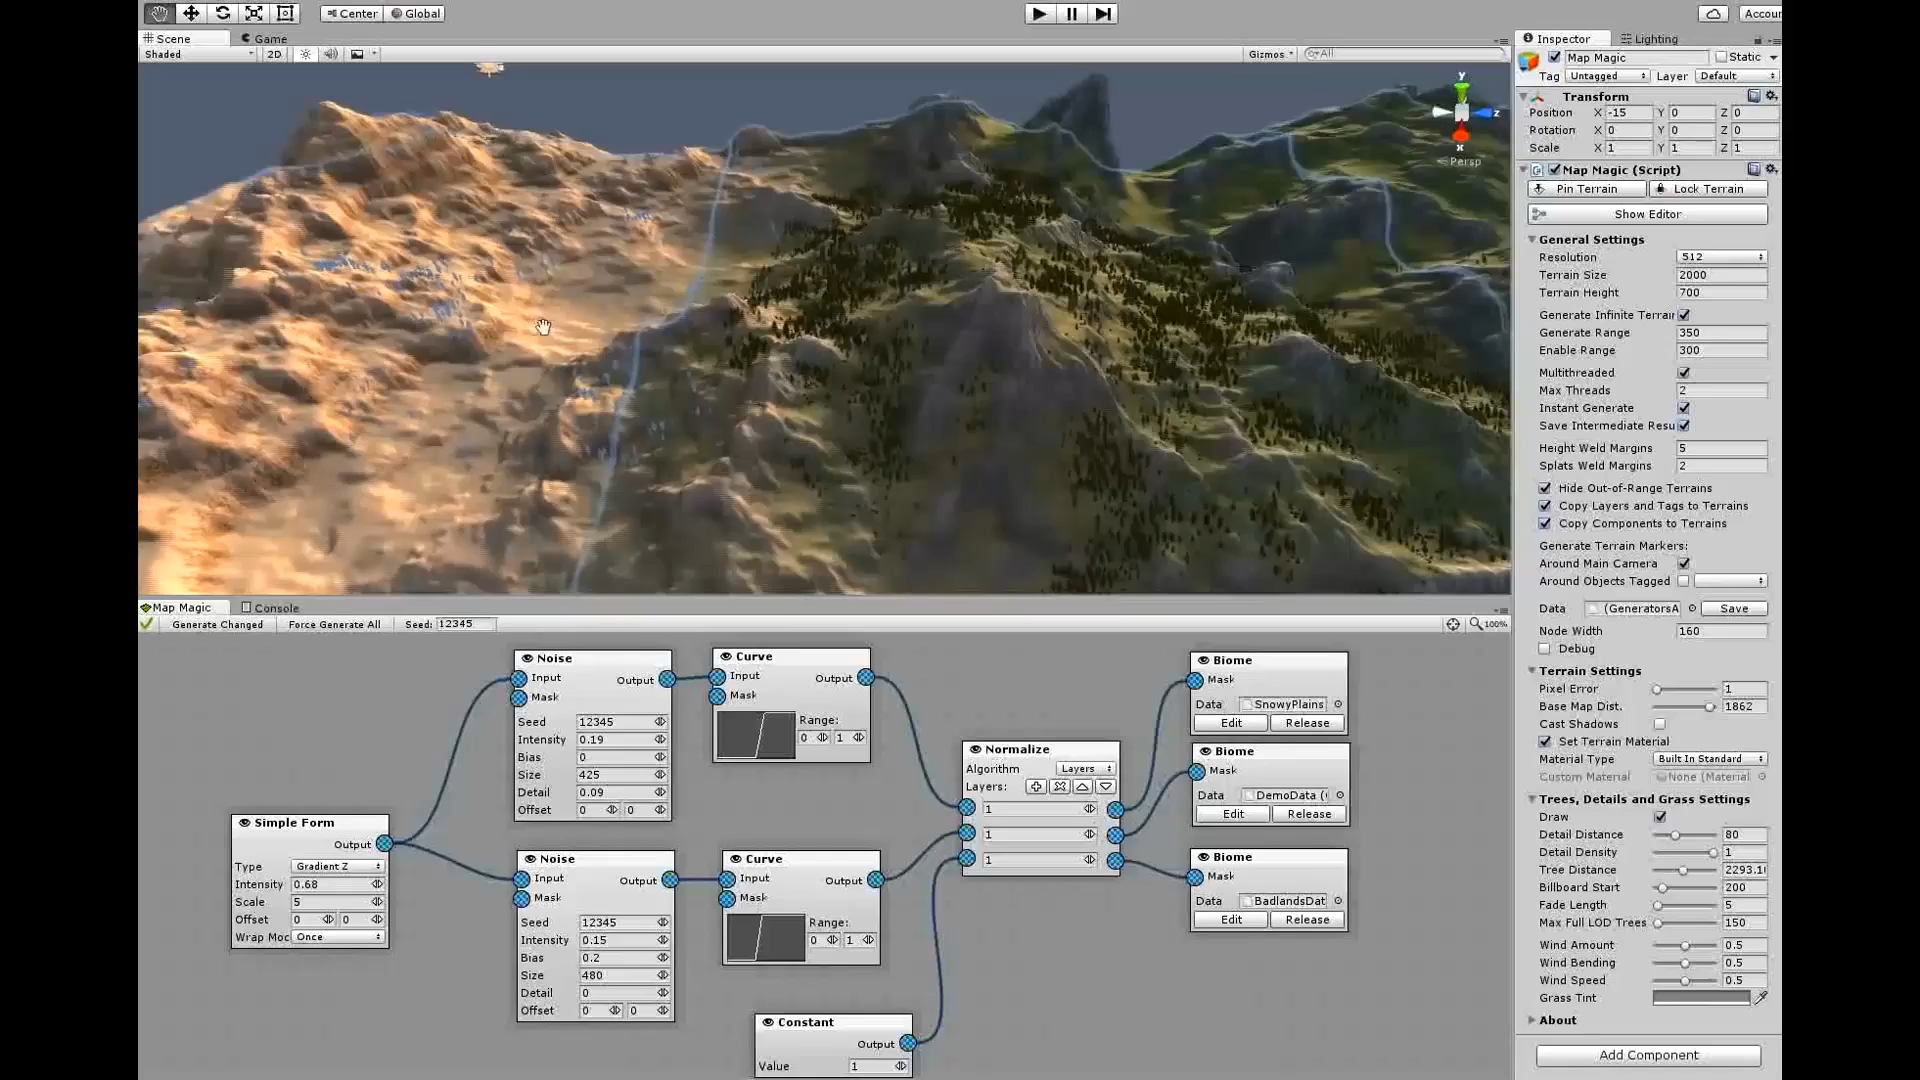 Center Global Accoun
Scene Game
Shaded 2D Gizmos All
y
z
x
Persp
Inspector Lighting
Map Magic Static
Tag Untagged Layer Default
Transform
Position X -15 Y 0 Z 0
Rotation X 0 Y 0 Z 0
Scale X 1 Y 1 Z 1
Map Magic (Script)
Pin Terrain Lock Terrain
Show Editor
General Settings
Resolution 512
Terrain Size 2000
Terrain Height 700
Generate Infinite Terrai
Generate Range 350
Enable Range 300
Multithreaded
Max Threads 2
Instant Generate
Save Intermediate Resu
Height Weld Margins 5
Splats Weld Margins 2
Hide Out-of-Range Terrains
Copy Layers and Tags to Terrains
Copy Components to Terrains
Generate Terrain Markers:
Around Main Camera
Around Objects Tagged
Data (GeneratorsA Save
Node Width 160
Debug
Terrain Settings
Pixel Error 1
Base Map Dist. 1862
Cast Shadows
Set Terrain Material
Material Type Built In Standard
Custom Material None (Material
Trees, Details and Grass Settings
Draw
Detail Distance 80
Detail Density 1
Tree Distance 2293.1
Billboard Start 200
Fade Length 5
Max Full LOD Trees 150
Wind Amount 0.5
Wind Bending 0.5
Wind Speed 0.5
Grass Tint
About
Add Component
Map Magic Console
Generate Changed Force Generate All Seed: 12345 100%
Simple Form
Output
Type Gradient Z
Intensity 0.68
Scale 5
Offset 0 0
Wrap Moc Once
Noise
Input Output
Mask
Seed 12345
Intensity 0.19
Bias 0
Size 425
Detail 0.09
Offset 0 0
Curve
Input Output
Mask
Range:
0 1
Noise
Input Output
Mask
Seed 12345
Intensity 0.15
Bias 0.2
Size 480
Detail 0
Offset 0 0
Curve
Input Output
Mask
Range:
0 1
Constant
Output
Value 1
Normalize
Algorithm Layers
Layers:
1
1
1
Biome
Mask
Data SnowyPlains
Edit Release
Biome
Mask
Data DemoData (
Edit Release
Biome
Mask
Data BadlandsDat
Edit Release